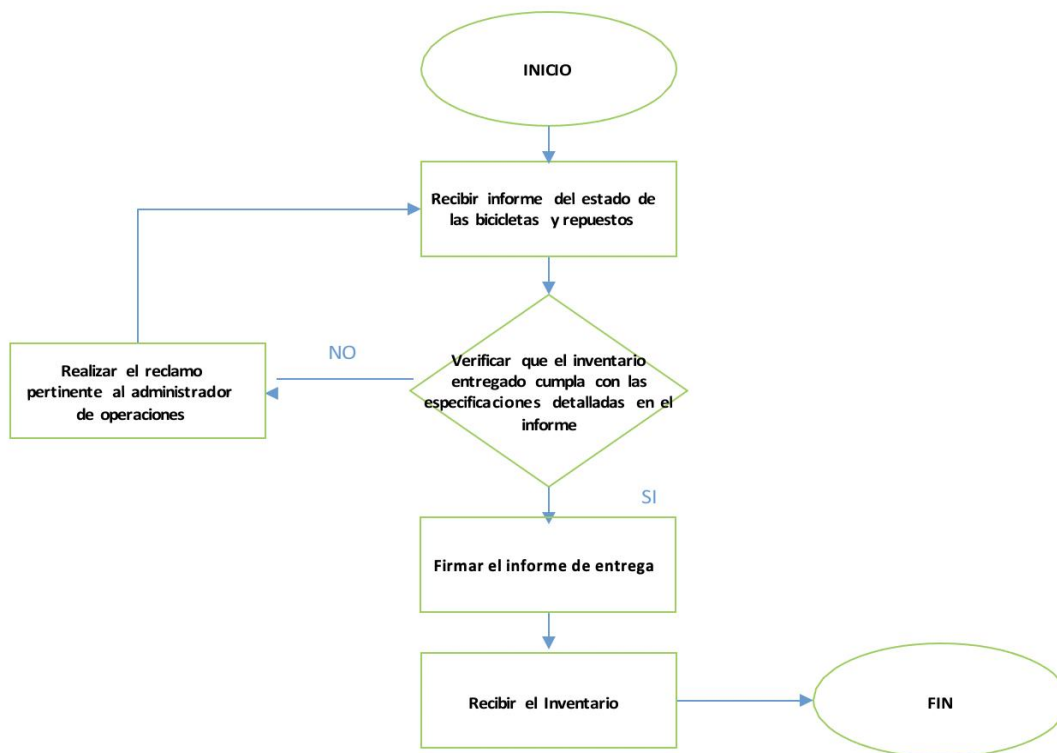 INICIO
Recibir informe del estado de
las bicicletas y repuestos
NO
Realizar el reclamo
pertinente al administrador
de operaciones
Verificar que el inventario
entregado cumpla con las
especificaciones detalladas en el
informe
SI
Firmar el informe de entrega
Recibir el Inventario
FIN